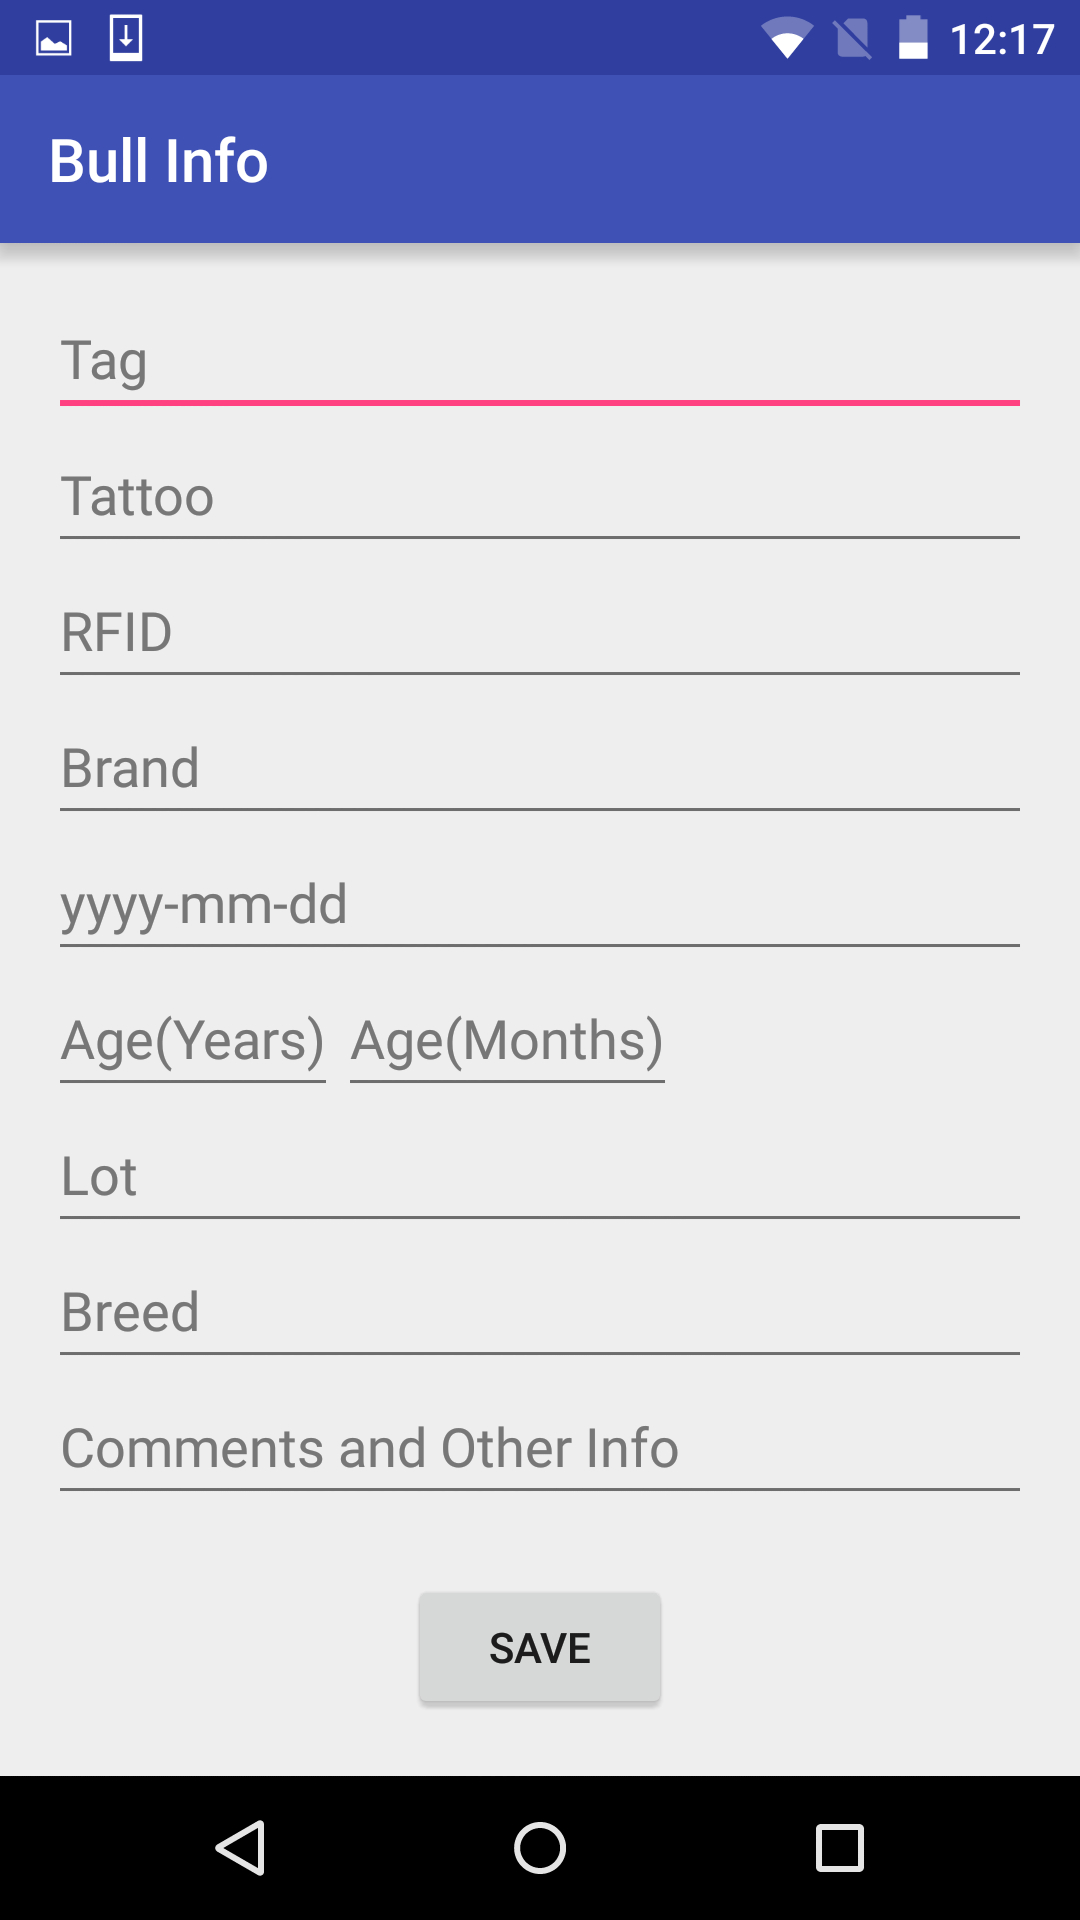 12:17
Bull Info
Tag
Tattoo
RFID
Brand
yyyy-mm-dd
Age(Years) Age(Months)
Lot
Breed
Comments and Other Info
SAVE